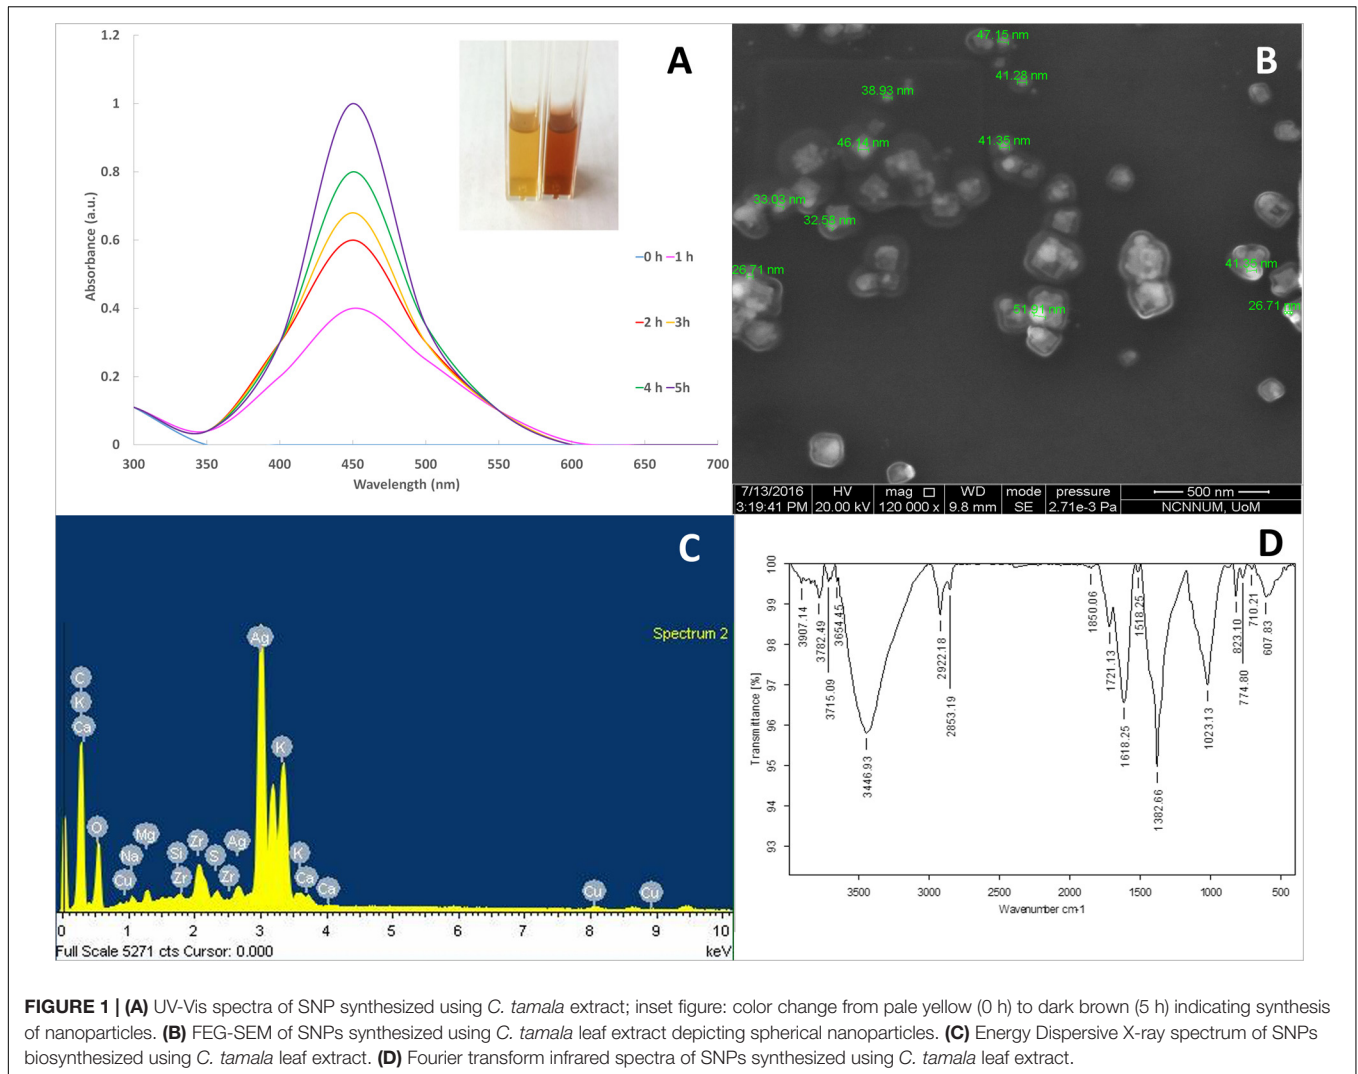 A
1.2
1
0.8
0.6
0.4
0.2
0
Absorbance (a.u.)
300 350 400 450 500 550 600 650 700
Wavelength (nm)
0 h 1 h
2 h 3h
4 h 5h
B
47.15 nm
41.28 nm
38.93 nm
46.14 nm
41.35 nm
33.03 nm
32.58 nm
26.71 nm
26.71 nm
7/13/2016 HV mag WD mode pressure 500 nm
3:19:41 PM 20.00 kV 120 000 x 9.8 mm SE 2.71e-3 Pa NCNNUM, UoM
C
Spectrum 2
Ag
C
K
Ca
K
O
Mg
Zr
Ag
Na
Si
S
K
Cu
Zr
Zr
Ca
Ca
Cu
Cu
0 1 2 3 4 5 6 7 8 9 10
Full Scale 5271 cts Cursor: 0.000 keV
D
100
99
98
97
96
95
94
93
Transmittance [%]
3907.14
3782.49
3715.09
3654.45
3446.93
2922.18
2853.19
1850.06
1721.13
1618.25
1518.25
1382.66
1023.13
823.10
774.80
710.21
607.83
3500 3000 2500 2000 1500 1000 500
Wavenumber cm-1
FIGURE 1 | (A) UV-Vis spectra of SNP synthesized using C. tamala extract; inset figure: color change from pale yellow (0 h) to dark brown (5 h) indicating synthesis
of nanoparticles. (B) FEG-SEM of SNPs synthesized using C. tamala leaf extract depicting spherical nanoparticles. (C) Energy Dispersive X-ray spectrum of SNPs
biosynthesized using C. tamala leaf extract. (D) Fourier transform infrared spectra of SNPs synthesized using C. tamala leaf extract.